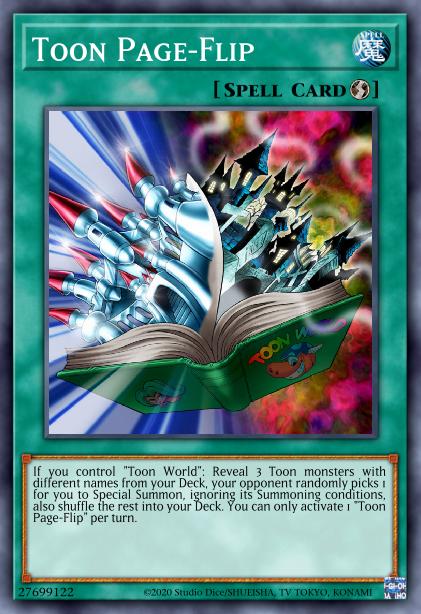 TOON PAGE-FLIP
SPELL
魔
[SPELL CARD]
TOON W
If you control "Toon World": Reveal 3 Toon monsters with
different names from your Deck, your opponent randomly picks 1
for you to Special Summon, ignoring its Summoning conditions,
also shuffle the rest into your Deck. You can only activate 1 "Toon
Page-Flip" per turn.
27699122
©2020 Studio Dice/SHUEISHA, TV TOKYO, KONAMI